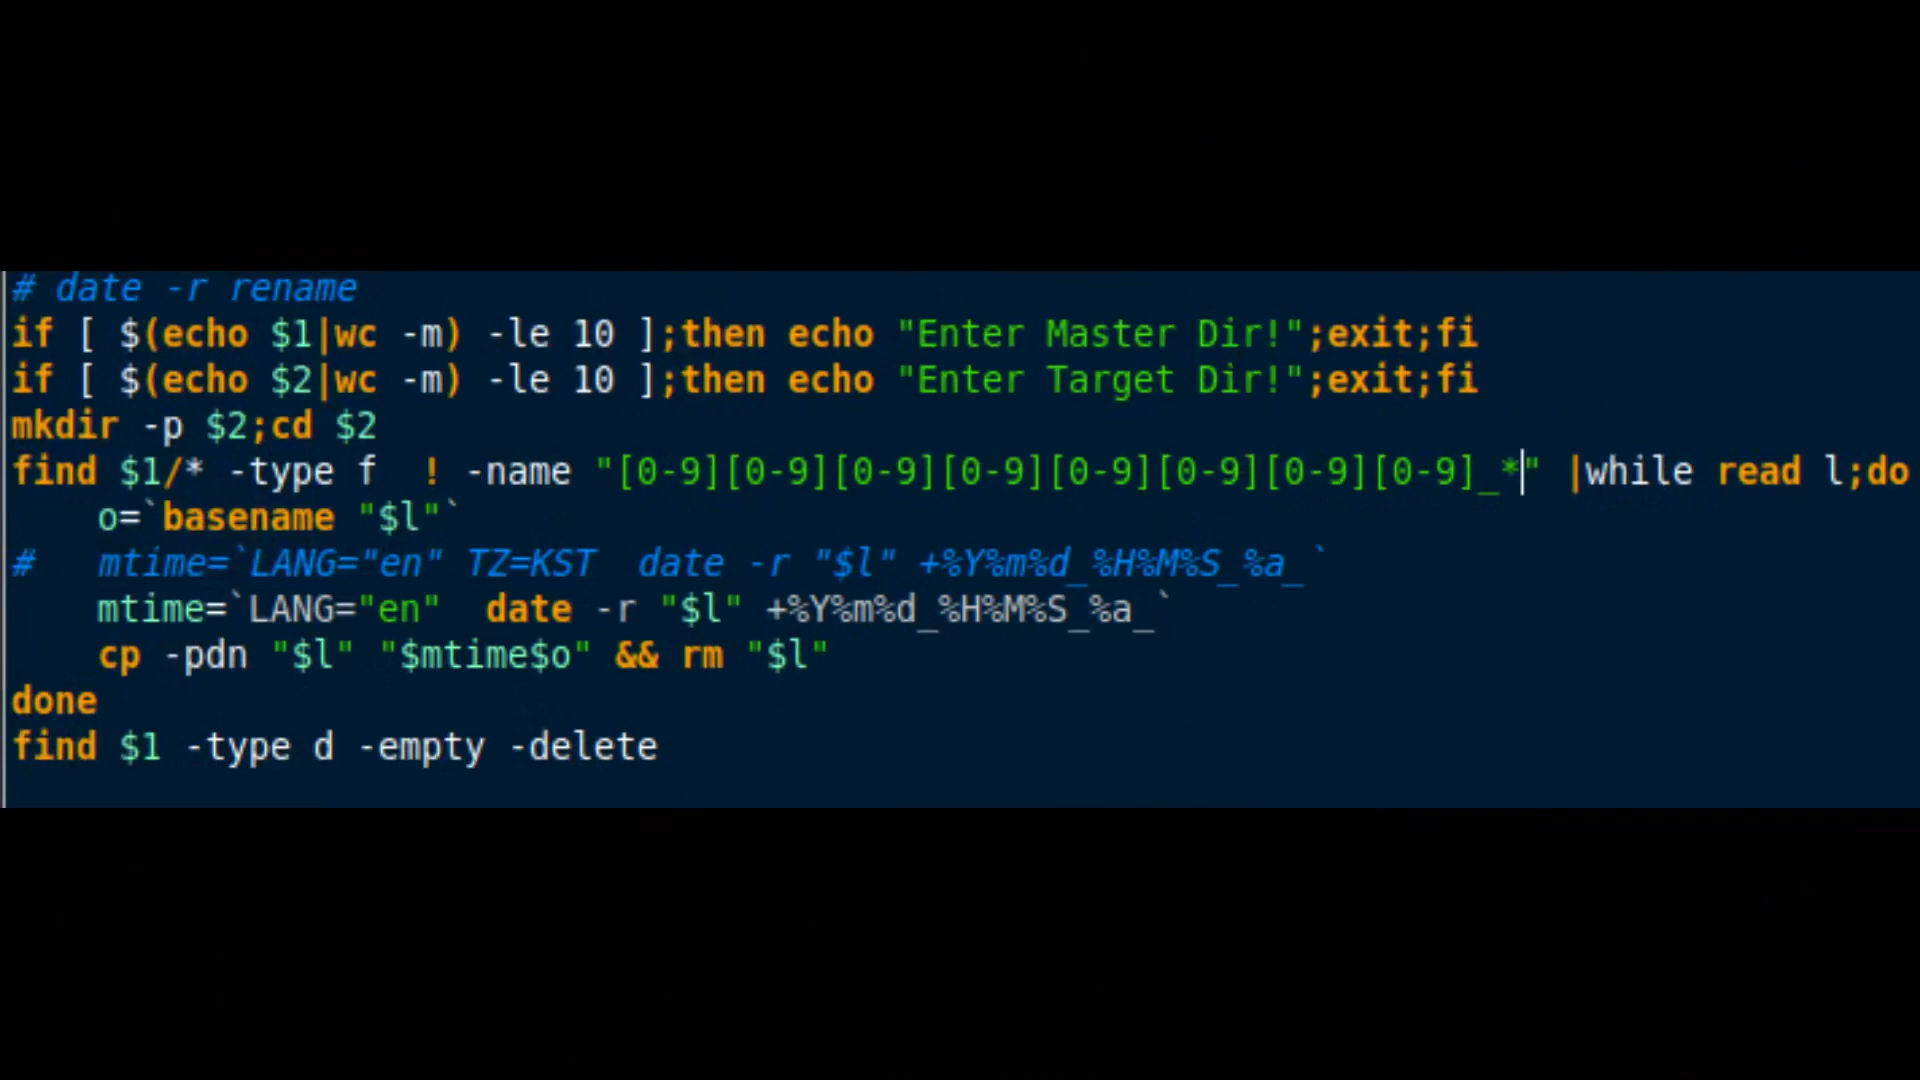 # date -r rename
if [ $(echo $1|wc -m) -le 10 ];then echo "Enter Master Dir!";exit;fi
if [ $(echo $2|wc -m) -le 10 ];then echo "Enter Target Dir!";exit;fi
mkdir -p $2;cd $2
find $1/* -type f  ! -name "[0-9][0-9][0-9][0-9][0-9][0-9][0-9][0-9]_*" |while read l;do
    o=`basename "$l"`
#   mtime=`LANG="en" TZ=KST  date -r "$l" +%Y%m%d_%H%M%S_%a_`
    mtime=`LANG="en"  date -r "$l" +%Y%m%d_%H%M%S_%a_`
    cp -pdn "$l" "$mtime$o" && rm "$l"
done
find $1 -type d -empty -delete